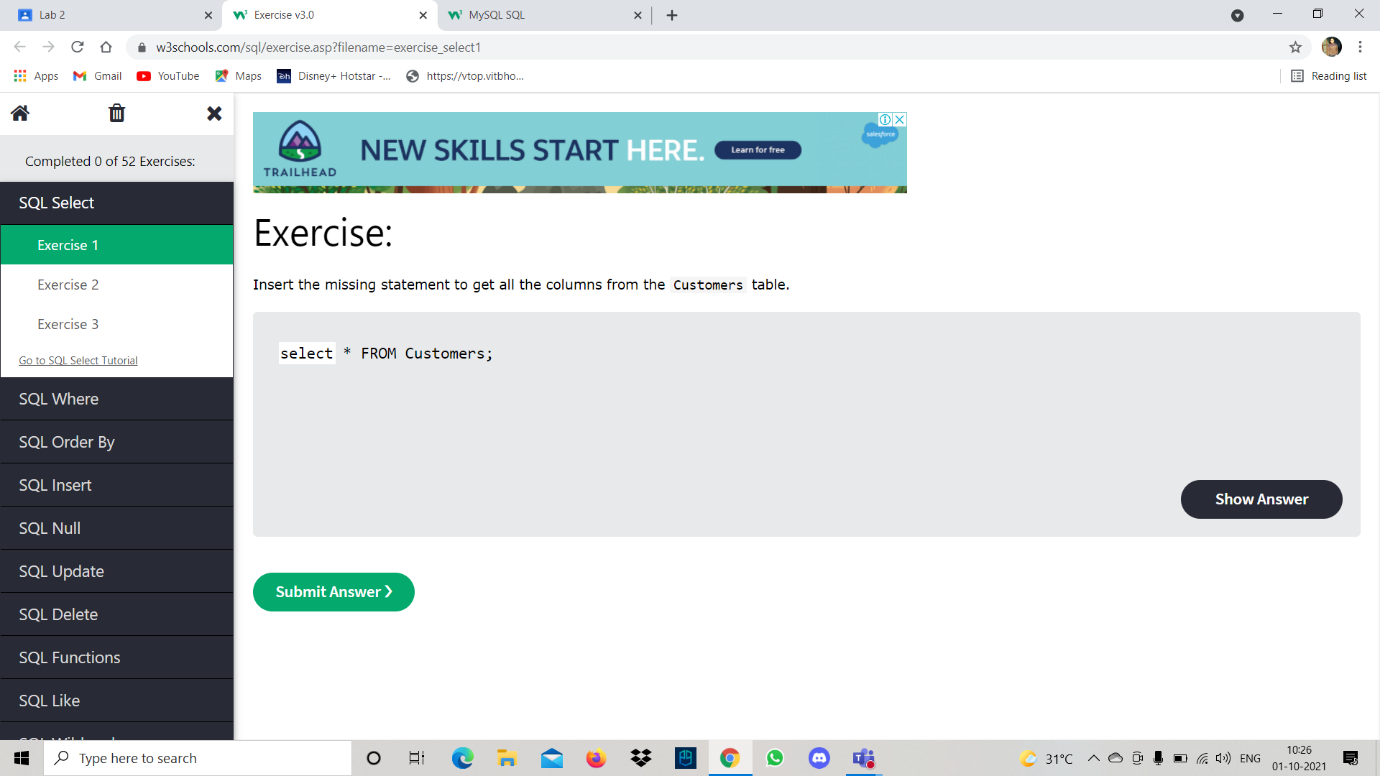 Lab 2
Exercise v3.0
MySQL SQL
w3schools.com/sql/exercise.asp?filename=exercise_select1
Apps
Gmail
YouTube
Maps
Disney+ Hotstar -...
https://vtop.vitbho...
Reading list
Completed 0 of 52 Exercises:
SQL Select
Exercise 1
Exercise 2
Exercise 3
Go to SQL Select Tutorial
SQL Where
SQL Order By
SQL Insert
SQL Null
SQL Update
SQL Delete
SQL Functions
SQL Like
TRAILHEAD
NEW SKILLS START HERE.
Learn for free
salesforce
Exercise:
Insert the missing statement to get all the columns from the Customers table.
select * FROM Customers;
Show Answer
Submit Answer ❯
Type here to search
31°C
ENG
10:26
01-10-2021